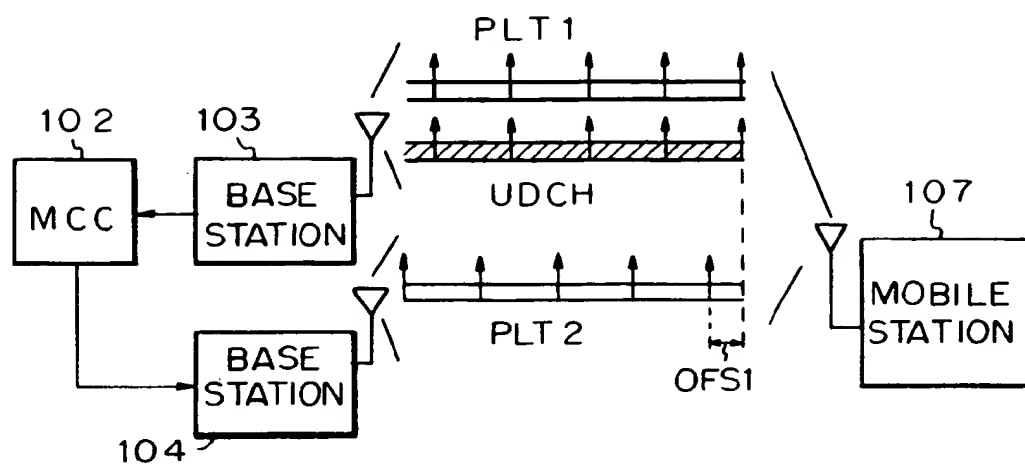 PLT1
102
103
MCC
BASE
STATION
UDCH
107
MOBILE
STATION
PLT2
OFS1
BASE
STATION
104